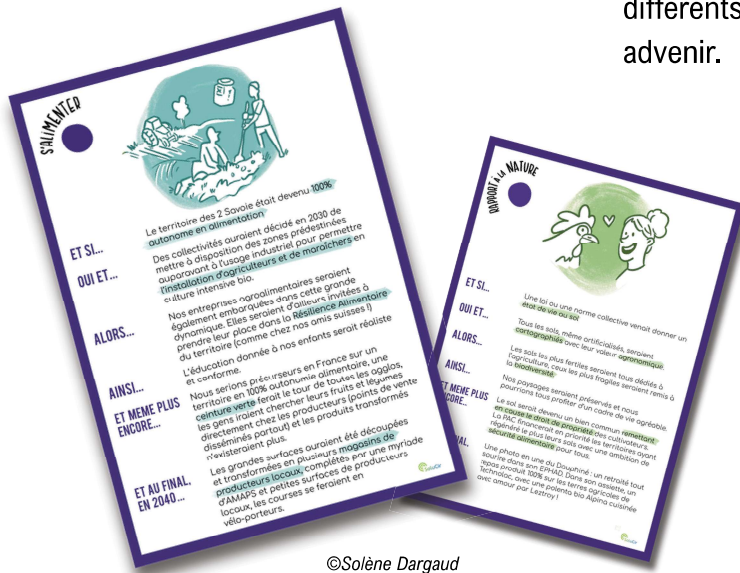 différents
advenir.
S'ALIMENTER
ET SI...
Le territoire des 2 Savoie était devenu 100%
autonome en alimentation
OUI ET...
Des collectivités auraient décidé en 2030 de
mettre à disposition des zones prédestinées
auparavant à l'usage industriel pour permettre
l'installation d'agriculteurs et de maraîchers en
culture intensive bio.
ALORS...
Nos entreprises agroalimentaires seraient
également embarquées dans cette grande
dynamique. Elles seraient d'ailleurs invitées à
prendre leur place dans la Résilience Alimentaire
du territoire (comme chez nos amis suisses !)
AINSI...
L'éducation donnée à nos enfants serait réaliste
et conforme.
ET MEME PLUS
ENCORE...
Nous serions précurseurs en France sur un
territoire en 100% autonomie alimentaire, une
ceinture verte ferait le tour de toutes les agglos,
les gens iraient chercher leurs fruits et légumes
directement chez les producteurs (points de vente
disséminés partout) et les produits transformés
n'existeraient plus.
ET AU FINAL,
EN 2040...
Les grandes surfaces auraient été découpées
et transformées en plusieurs magasins de
producteurs locaux, complétés par une myriade
d'AMAPS et petites surfaces de producteurs
locaux, les courses se feraient en
vélo-porteurs.
RAPPORT À LA NATURE
ET SI...
Une loi ou une norme collective venait donner un
état de vie au sol
OUI ET...
Tous les sols, même artificialisés, seraient
cartographiés avec leur valeur agronomique.
ALORS...
Les sols les plus fertiles seraient tous dédiés à
l'agriculture, ceux les plus fragiles seraient remis à
la biodiversité.
AINSI...
Nos paysages seraient préservés et nous
pourrions tous profiter d'un cadre de vie agréable.
ET MEME PLUS
ENCORE...
Le sol serait devenu un bien commun remettant
en cause le droit de propriété des cultivateurs.
La PAC financerait en priorité les territoires ayant
régénéré le plus leurs sols avec une ambition de
sécurité alimentaire pour tous.
Une photo en une du Dauphiné : un retraité tout
sourire dans son EPHAD. Dans son assiette, un
repas produit 100% sur les terres agricoles de
Technolac, avec une polenta bio Alpina cuisinée
avec amour par Leztroy !
©Solène Dargaud